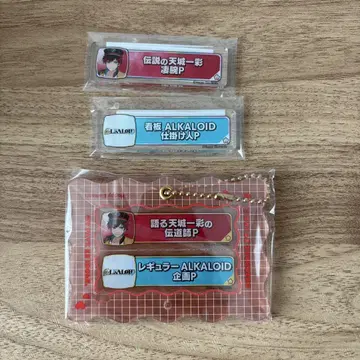 伝説の天城一彩
凄腕P
ALKALOID
看板 ALKALOID
仕掛け人P
語る天城一彩の
伝道師P
ALKALOID
レギュラー ALKALOID
企画P